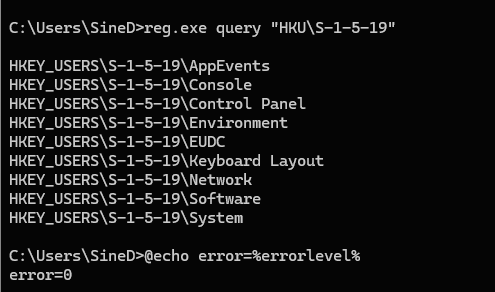 C:\Users\SineD>reg.exe query "HKU\S-1-5-19"
HKEY_USERS\S-1-5-19\AppEvents
HKEY_USERS\S-1-5-19\Console
HKEY_USERS\S-1-5-19\Control Panel
HKEY_USERS\S-1-5-19\Environment
HKEY_USERS\S-1-5-19\EUDC
HKEY_USERS\S-1-5-19\Keyboard Layout
HKEY_USERS\S-1-5-19\Network
HKEY_USERS\S-1-5-19\Software
HKEY_USERS\S-1-5-19\System
C:\Users\SineD>@echo error=%errorlevel%
error=0